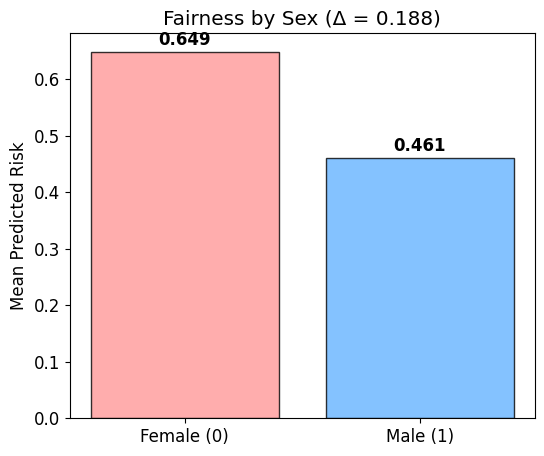 Fairness by Sex (Δ = 0.188)
0.649
0.461
Mean Predicted Risk
0.6
0.5
0.4
0.3
0.2
0.1
0.0
Female (0)
Male (1)